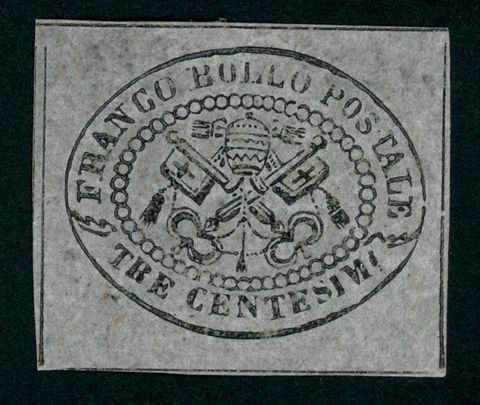 FRANCO BOLLO POSTALE
TRE CENTESIMI